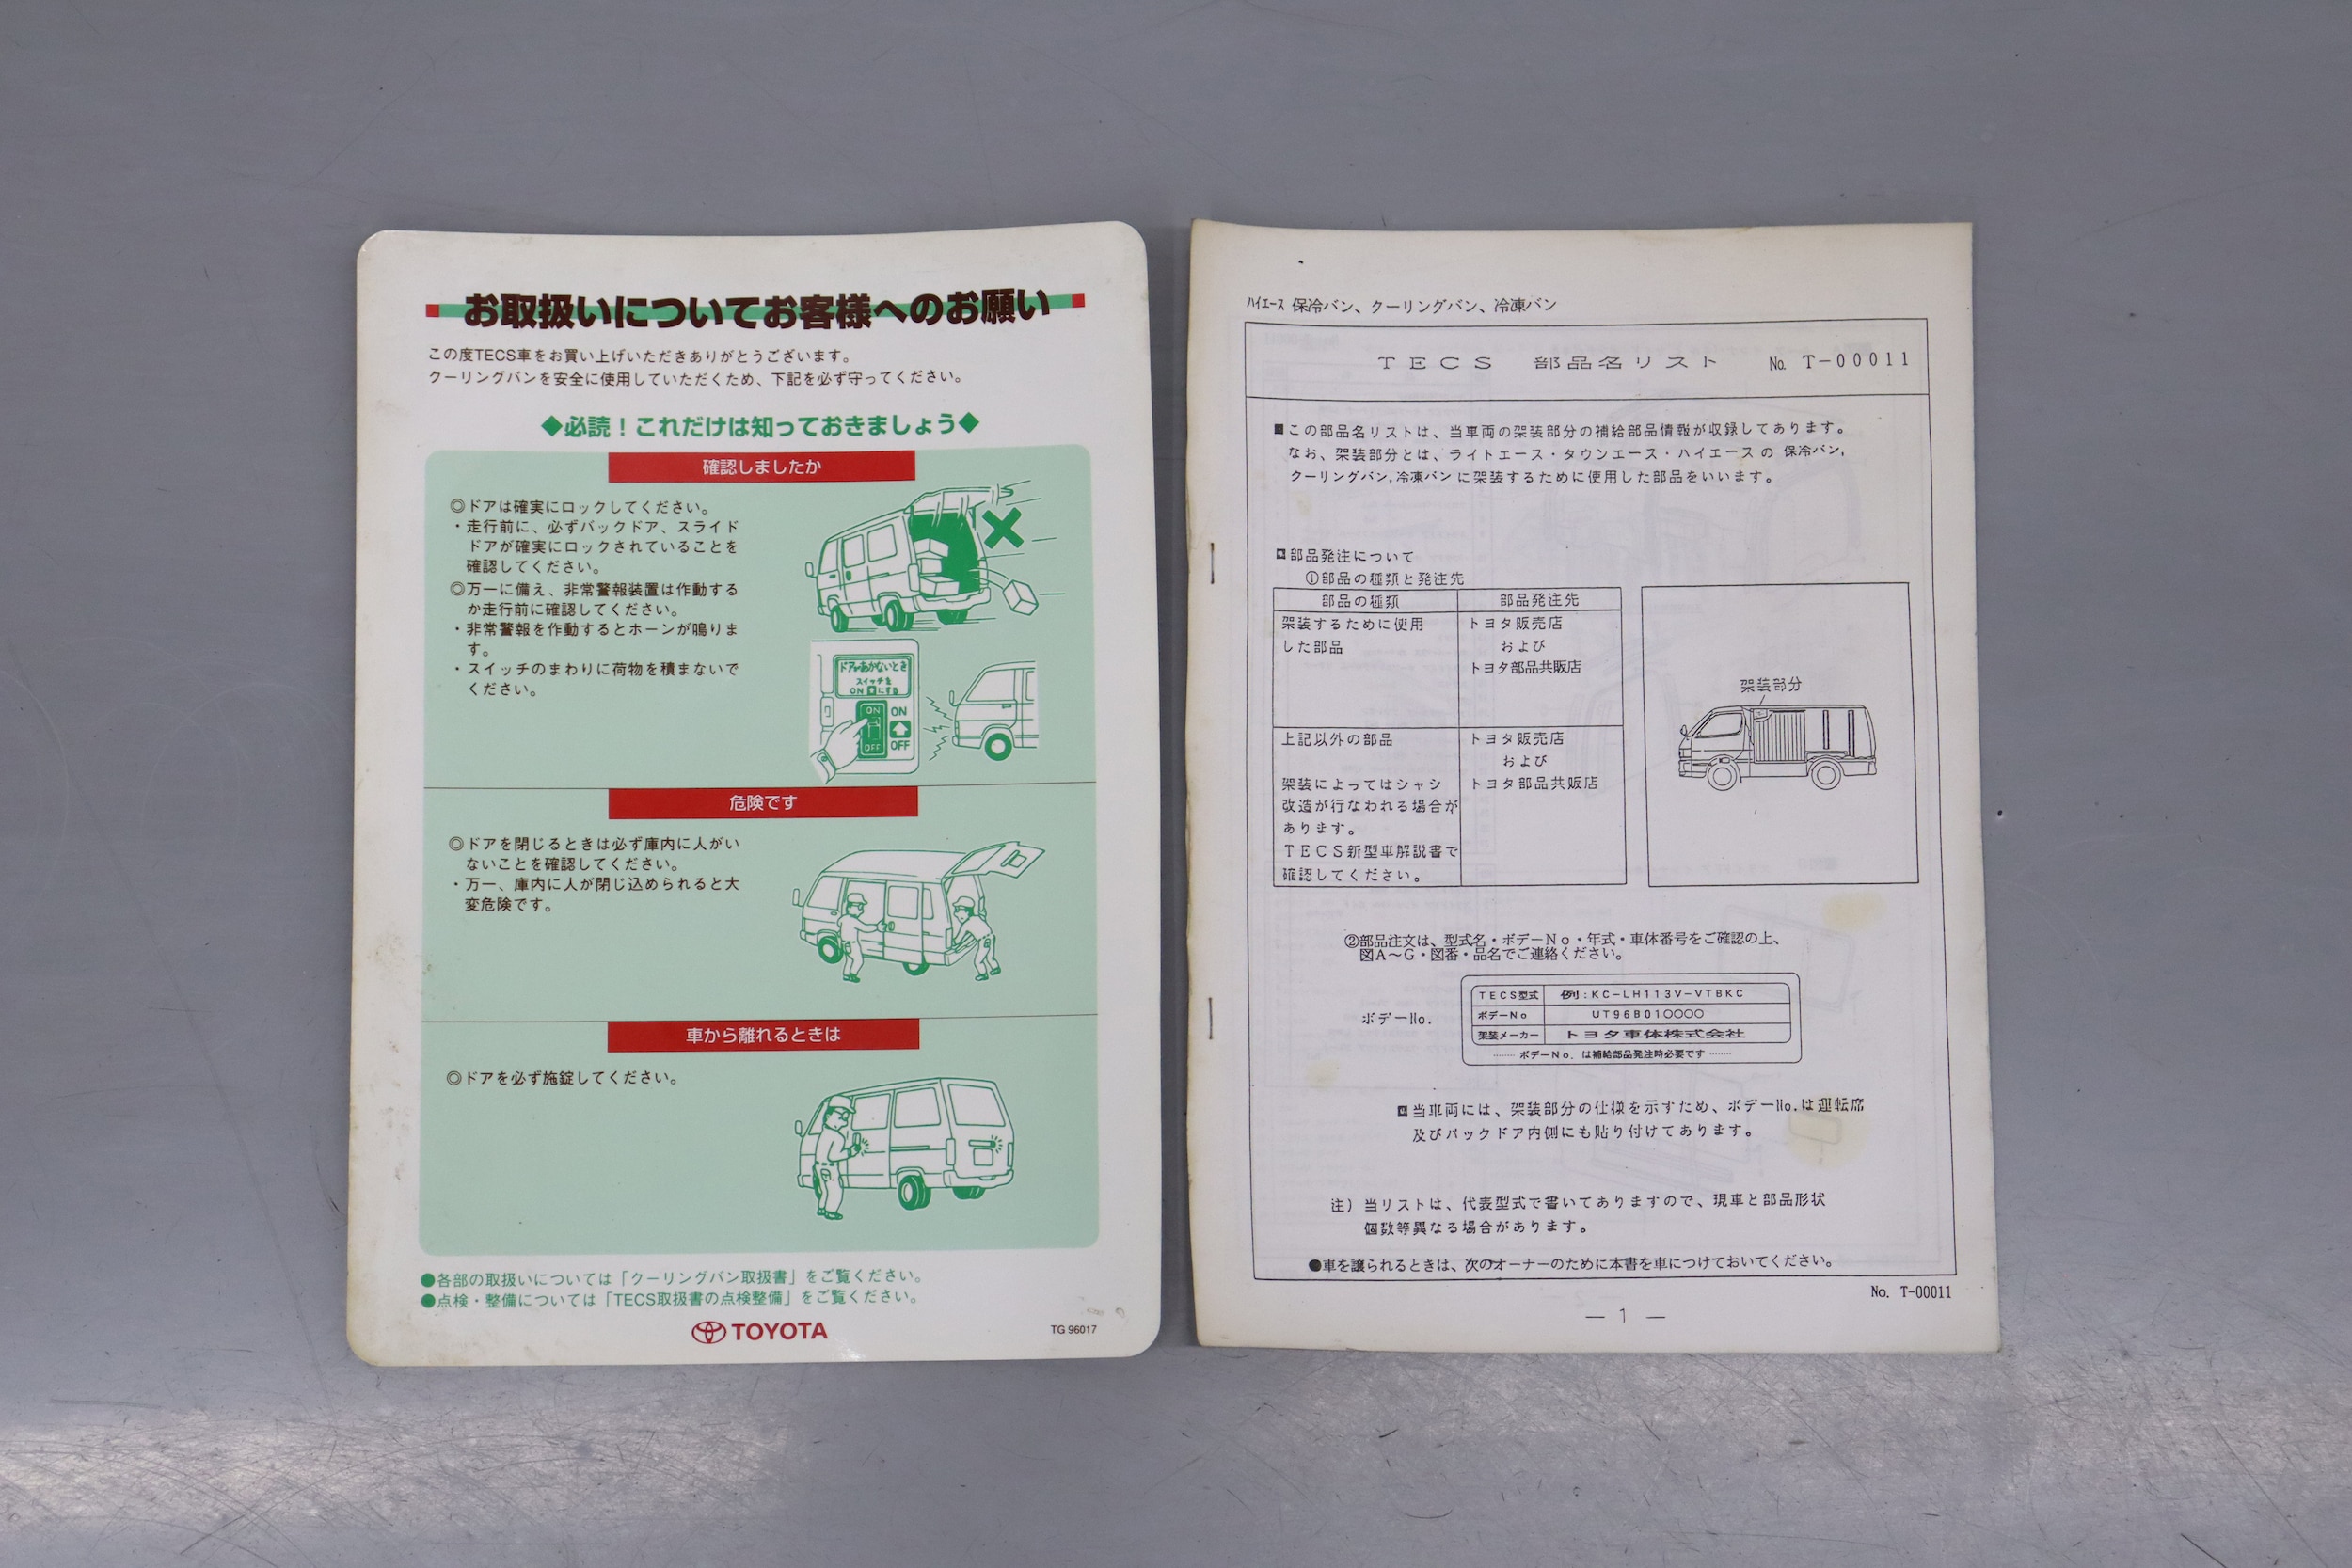 お取扱いについてお客様へのお願い
この度TECS車をお買い上げいただきありがとうございます。
クーリングバンを安全に使用していただくため、下記を必ず守ってください。
◆必読！これだけは知っておきましょう◆
確認しましたか
◎ドアは確実にロックしてください。
・走行前に、必ずバックドア、スライド
ドアが確実にロックされていることを
確認してください。
◎万一に備え、非常警報装置は作動する
か走行前に確認してください。
・非常警報を作動するとホーンが鳴りま
す。
・スイッチのまわりに荷物を積まないで
ください。
ドアがあかないとき
スイッチを
ON にする
ON
OFF
ON
OFF
危険です
◎ドアを閉じるときは必ず庫内に人がい
ないことを確認してください。
・万一、庫内に人が閉じ込められると大
変危険です。
車から離れるときは
◎ドアを必ず施錠してください。
●各部の取扱いについては「クーリングバン取扱書」をご覧ください。
●点検・整備については「TECS取扱書の点検整備」をご覧ください。
TOYOTA
TG 96017
ハイエース 保冷バン、クーリングバン、冷凍バン
TECS 部品名リスト No. T-00011
■この部品名リストは、当車両の架装部分の補給部品情報が収録してあります。
なお、架装部分とは、ライトエース・タウンエース・ハイエースの 保冷バン,
クーリングバン,冷凍バン に架装するために使用した部品をいいます。
部品発注について
①部品の種類と発注先
部品の種類
部品発注先
架装するために使用
した部品
トヨタ販売店
および
トヨタ部品共販店
上記以外の部品
架装によってはシャシ
改造が行なわれる場合が
あります。
TECS新型車解説書で
確認してください。
トヨタ販売店
および
トヨタ部品共販店
架装部分
②部品注文は、型式名・ボデーNo・年式・車体番号をご確認の上、
図A～G・図番・品名でご連絡ください。
ボデーNo.
TECS型式 例：KC-LH113V-VTBKC
ボデーNo UT96B01○○○○
架装メーカー トヨタ車体株式会社
········ ボデーNo. は補給部品発注時必要です ········
当車両には、架装部分の仕様を示すため、ボデーNo.は運転席
及びバックドア内側にも貼り付けてあります。
注）当リストは、代表型式で書いてありますので、現車と部品形状
個数等異なる場合があります。
●車を譲られるときは、次のオーナーのために本書を車につけておいてください。
No. T-00011
— 1 —